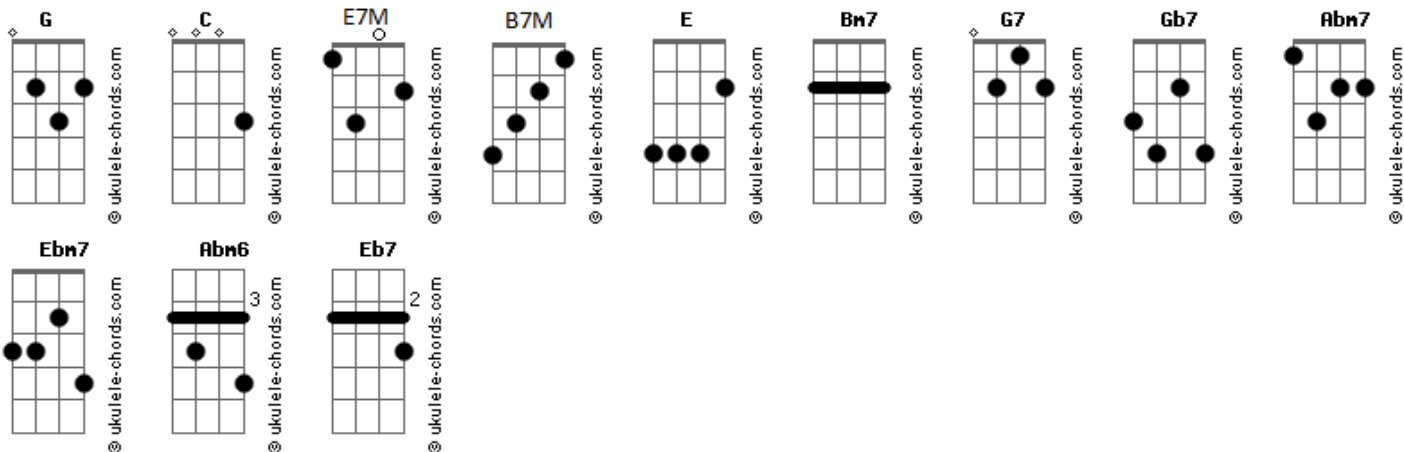 G C E7M B7M E Bm7 G7 Gb7 Abm7
© ukulele-chords.com © ukulele-chords.com © ukulele-chords.com © ukulele-chords.com © ukulele-chords.com © ukulele-chords.com © ukulele-chords.com © ukulele-chords.com © ukulele-chords.com
Ebm7 Abm6 Eb7
3 2
© ukulele-chords.com © ukulele-chords.com © ukulele-chords.com